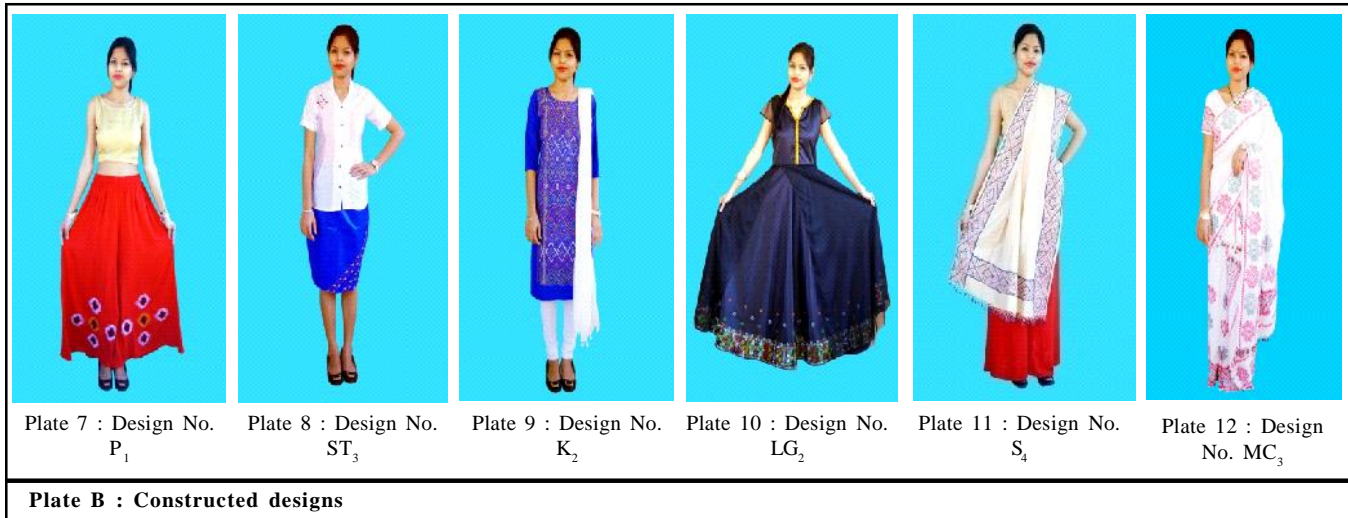 Plate 7 : Design No.
P₁
Plate 8 : Design No.
ST₃
Plate 9 : Design No.
K₂
Plate 10 : Design No.
LG₂
Plate 11 : Design No.
S₄
Plate 12 : Design
No. MC₃
Plate B : Constructed designs